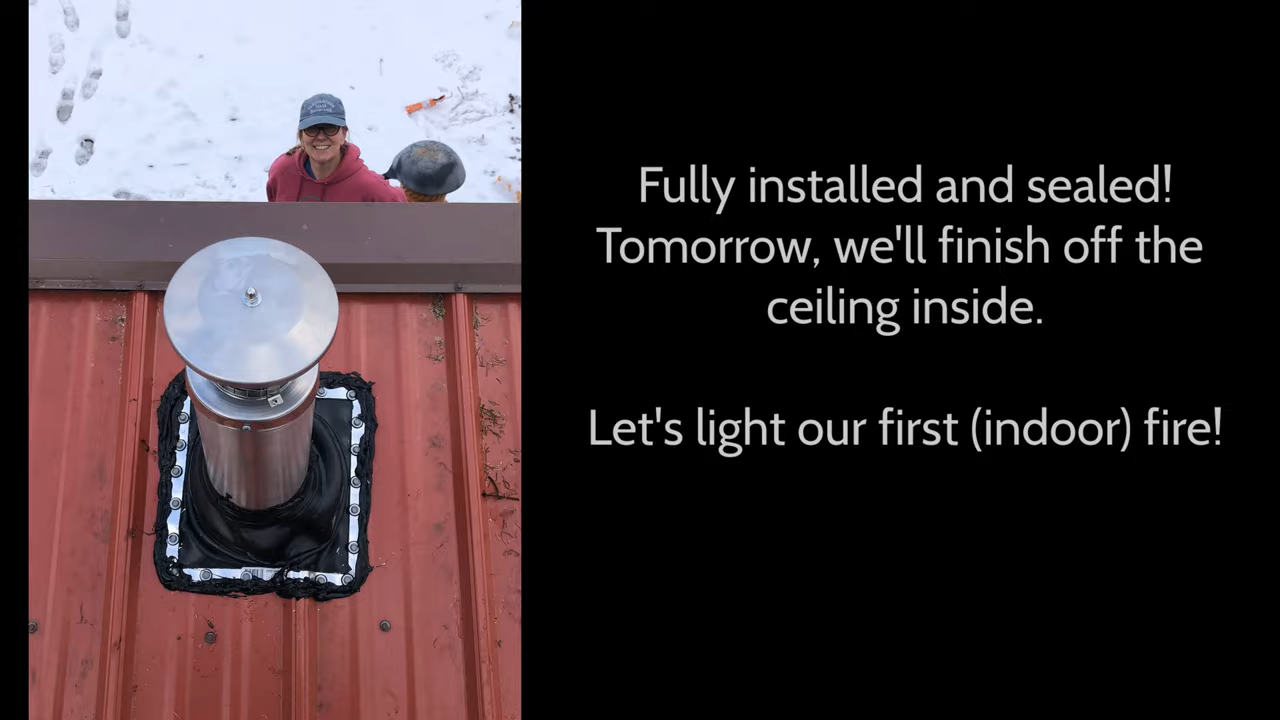 Fully installed and sealed!
Tomorrow, we'll finish off the
ceiling inside.
Let's light our first (indoor) fire!